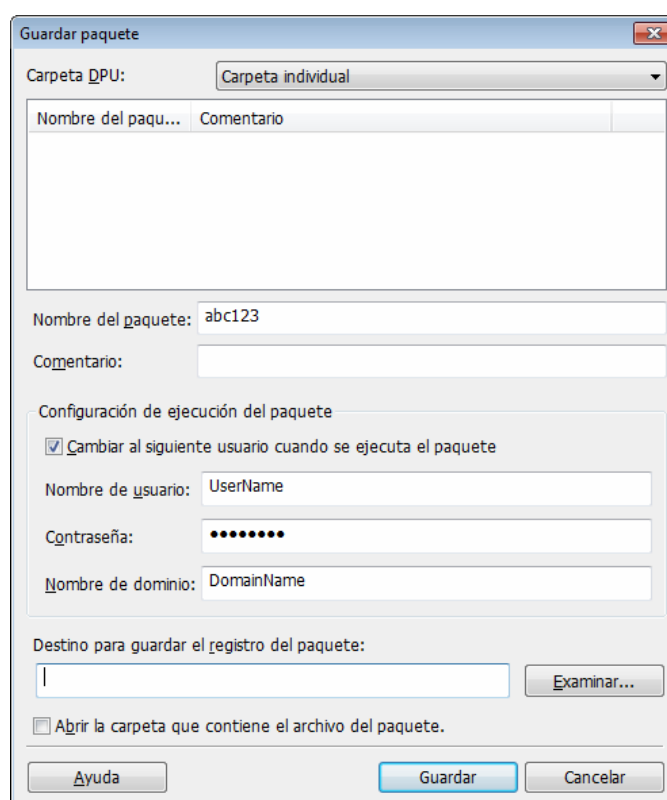 Guardar paquete
Carpeta DPU: Carpeta individual
Nombre del paqu... Comentario
Nombre del paquete: abc123
Comentario:
Configuración de ejecución del paquete
Cambiar al siguiente usuario cuando se ejecuta el paquete
Nombre de usuario: UserName
Contraseña: ●●●●●●●●
Nombre de dominio: DomainName
Destino para guardar el registro del paquete:
Examinar...
Abrir la carpeta que contiene el archivo del paquete.
Ayuda Guardar Cancelar